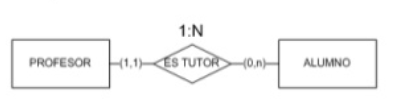 1:N
PROFESOR (1,1) ES TUTOR (0,n) ALUMNO